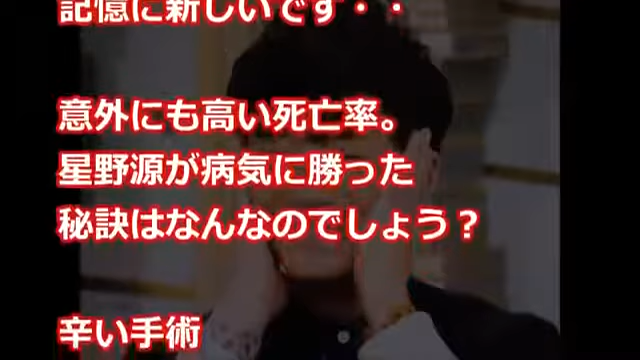 記憶に新しいです・・
意外にも高い死亡率。
星野源が病気に勝った
秘訣はなんなのでしょう？
辛い手術